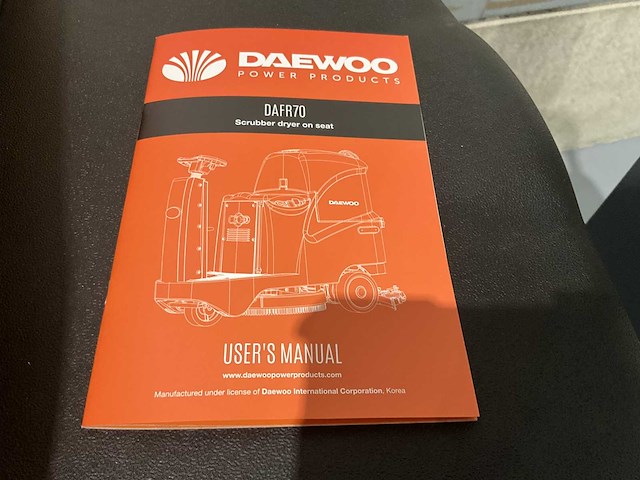 DAEWOO
POWER PRODUCTS
DAFR70
Scrubber dryer on seat
DAEWOO
USER'S MANUAL
www.daewoopowerproducts.com
Manufactured under license of Daewoo International Corporation, Korea